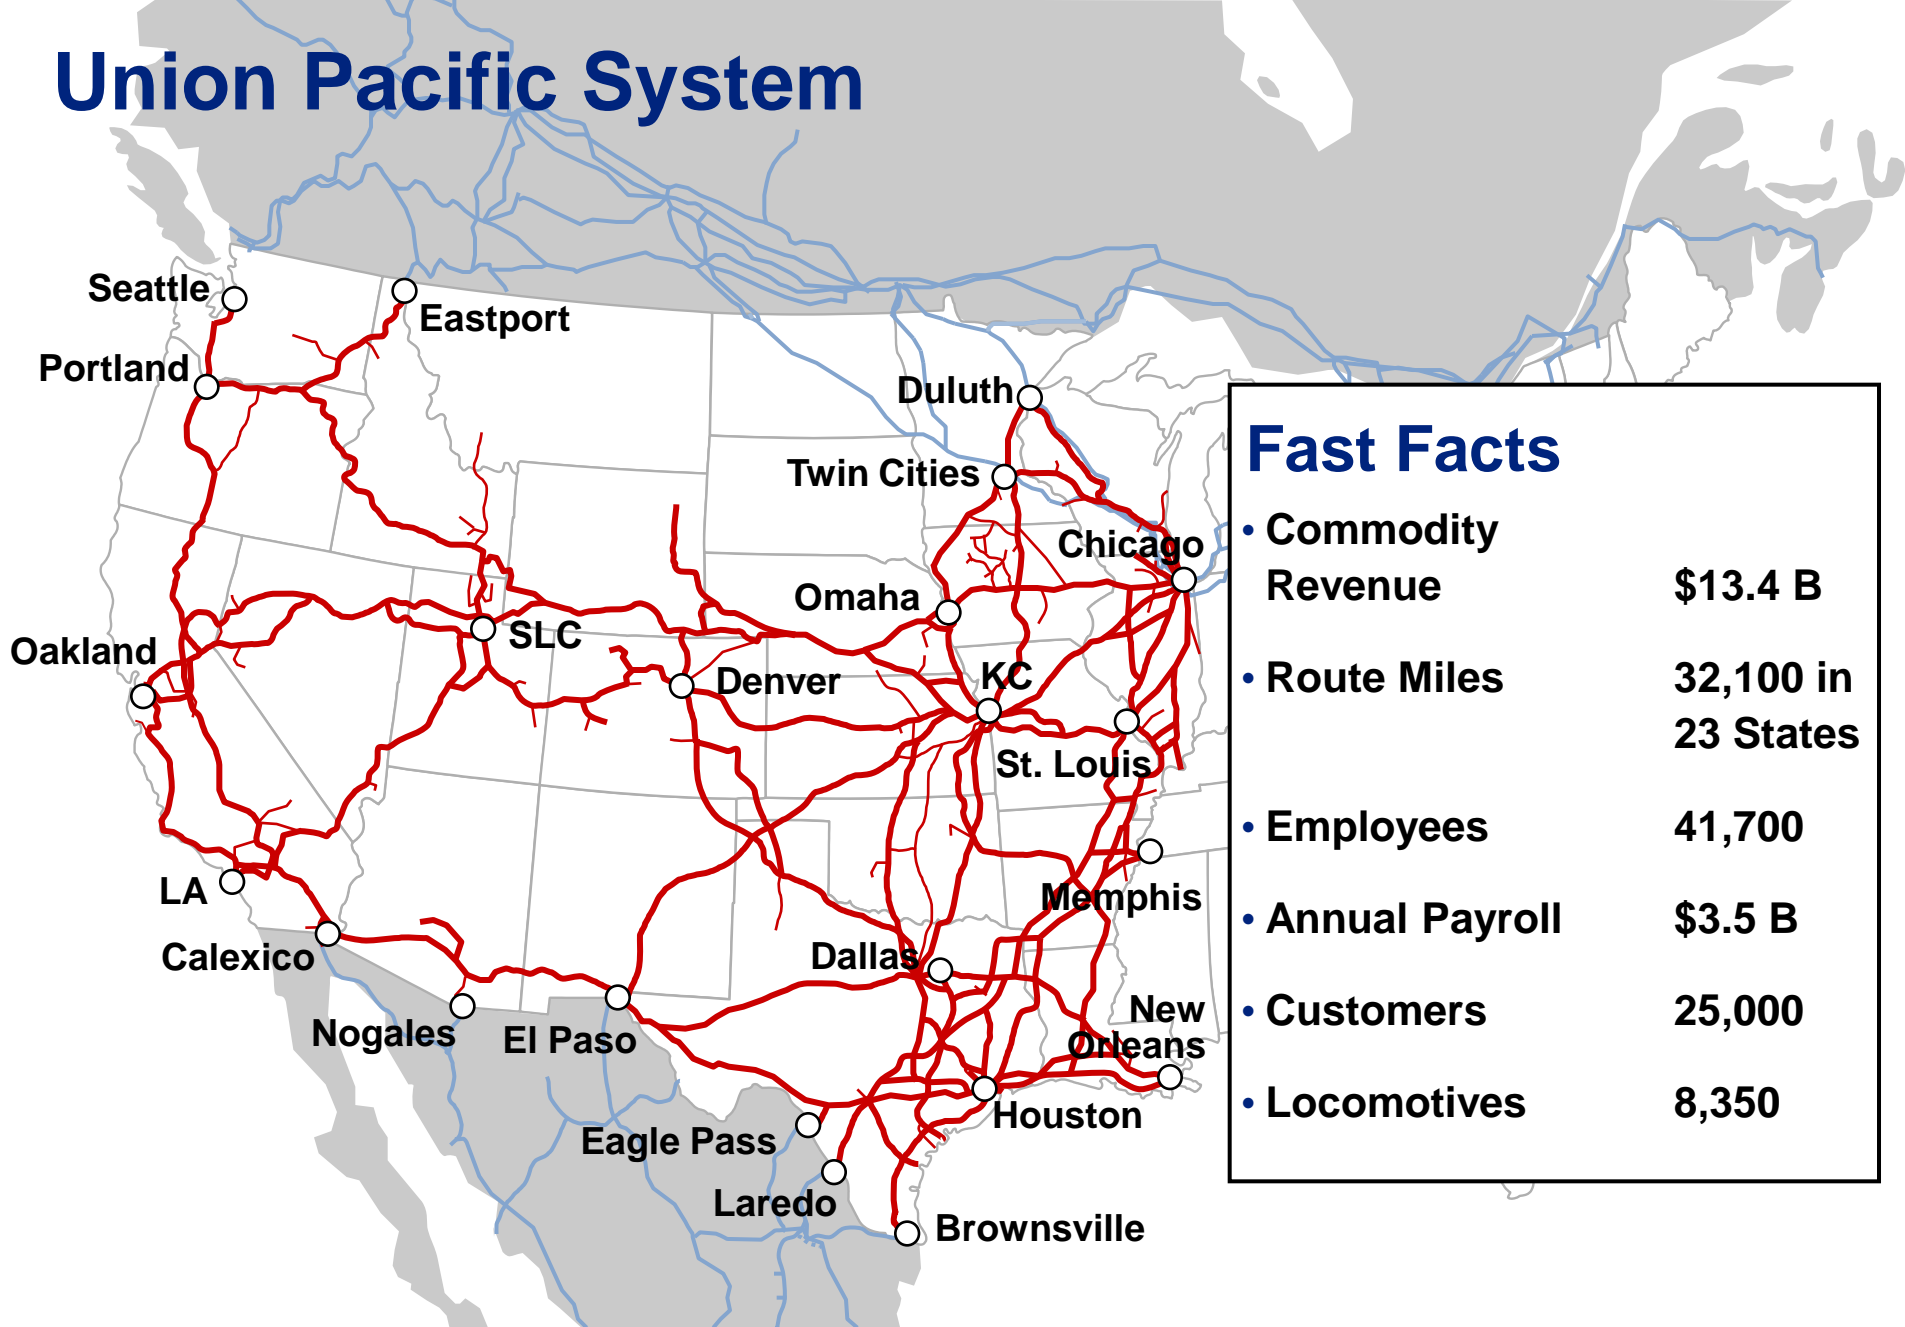 Union Pacific System
Seattle
Eastport
Portland
Duluth
Twin Cities
Chicago
Omaha
SLC
Oakland
KC
Denver
St. Louis
LA
Memphis
Calexico
Dallas
New
Orleans
Nogales
El Paso
Houston
Eagle Pass
Laredo
Brownsville
Fast Facts
• Commodity
Revenue $13.4 B
• Route Miles 32,100 in
23 States
• Employees 41,700
• Annual Payroll $3.5 B
• Customers 25,000
• Locomotives 8,350